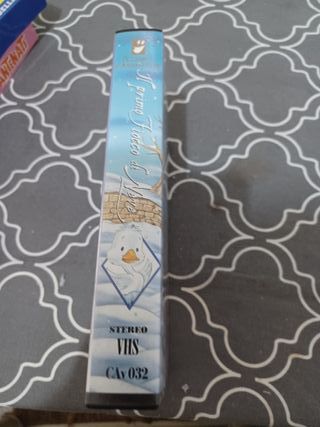 Il primo Fiocco di Neve
STEREO
VHS
CAV 032